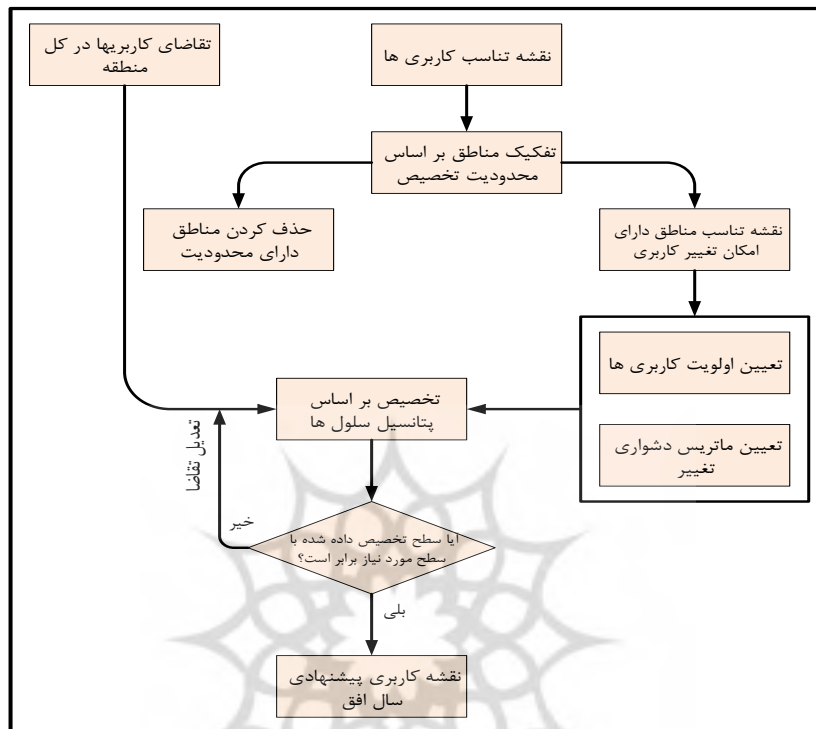 تقاضای کاربریها در کل
منطقه
نقشه تناسب کاربری ها
تفکیک مناطق بر اساس
محدودیت تخصیص
حذف کردن مناطق
دارای محدودیت
نقشه تناسب مناطق دارای
امکان تغییر کاربری
تعیین اولویت کاربری ها
تعیین ماتریس دشواری
تغییر
تخصیص بر اساس
پتانسیل سلول ها
تعدیل تقاضا
خیر
ایا سطح تخصیص داده شده با
سطح مورد نیاز برابر است؟
بلی
نقشه کاربری پیشنهادی
سال افق